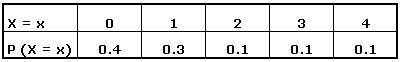 X = x 0 1 2 3 4
P (X = x) 0.4 0.3 0.1 0.1 0.1